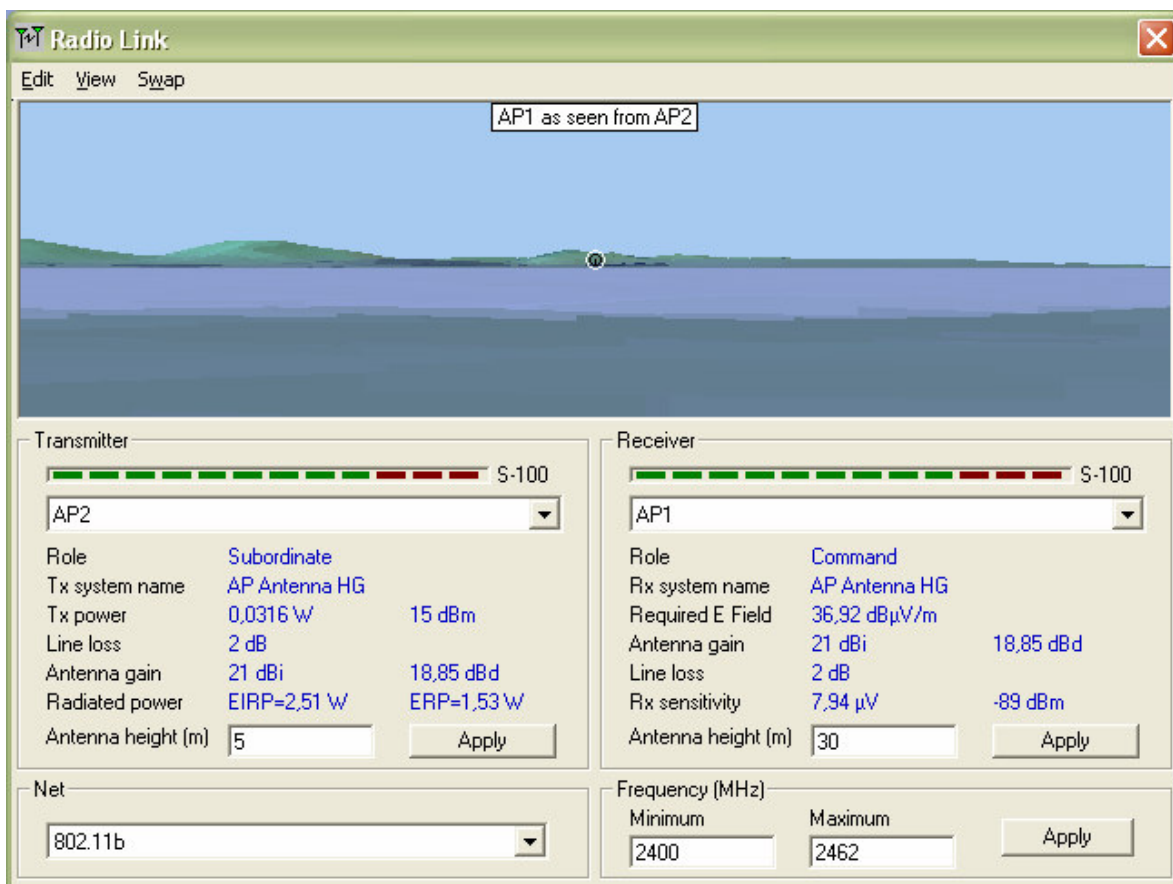 Radio Link
Edit View Swap
AP1 as seen from AP2
Transmitter
S-100
AP2
Role Subordinate
Tx system name AP Antenna HG
Tx power 0,0316 W 15 dBm
Line loss 2 dB
Antenna gain 21 dBi 18,85 dBd
Radiated power EIRP=2,51 W ERP=1,53 W
Antenna height (m) 5 Apply
Receiver
S-100
AP1
Role Command
Rx system name AP Antenna HG
Required E Field 36,92 dBµV/m
Antenna gain 21 dBi 18,85 dBd
Line loss 2 dB
Rx sensitivity 7,94 µV -89 dBm
Antenna height (m) 30 Apply
Net
802.11b
Frequency (MHz)
Minimum Maximum
2400 2462 Apply